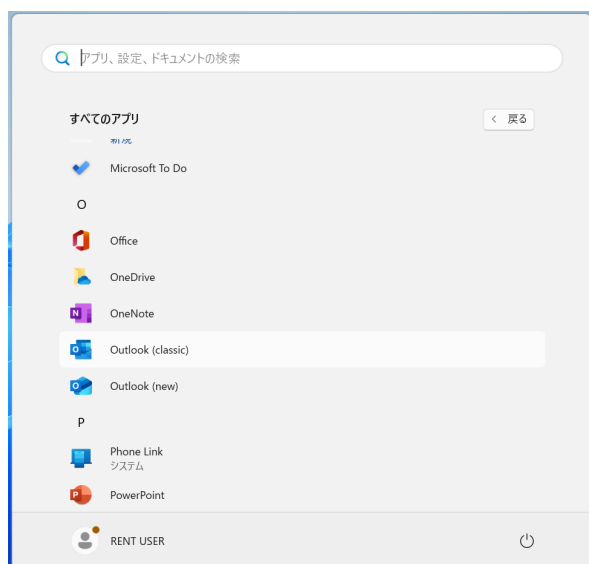 アプリ、設定、ドキュメントの検索
すべてのアプリ
戻る
新規
Microsoft To Do
O
Office
OneDrive
OneNote
Outlook (classic)
Outlook (new)
P
Phone Link
システム
PowerPoint
RENT USER